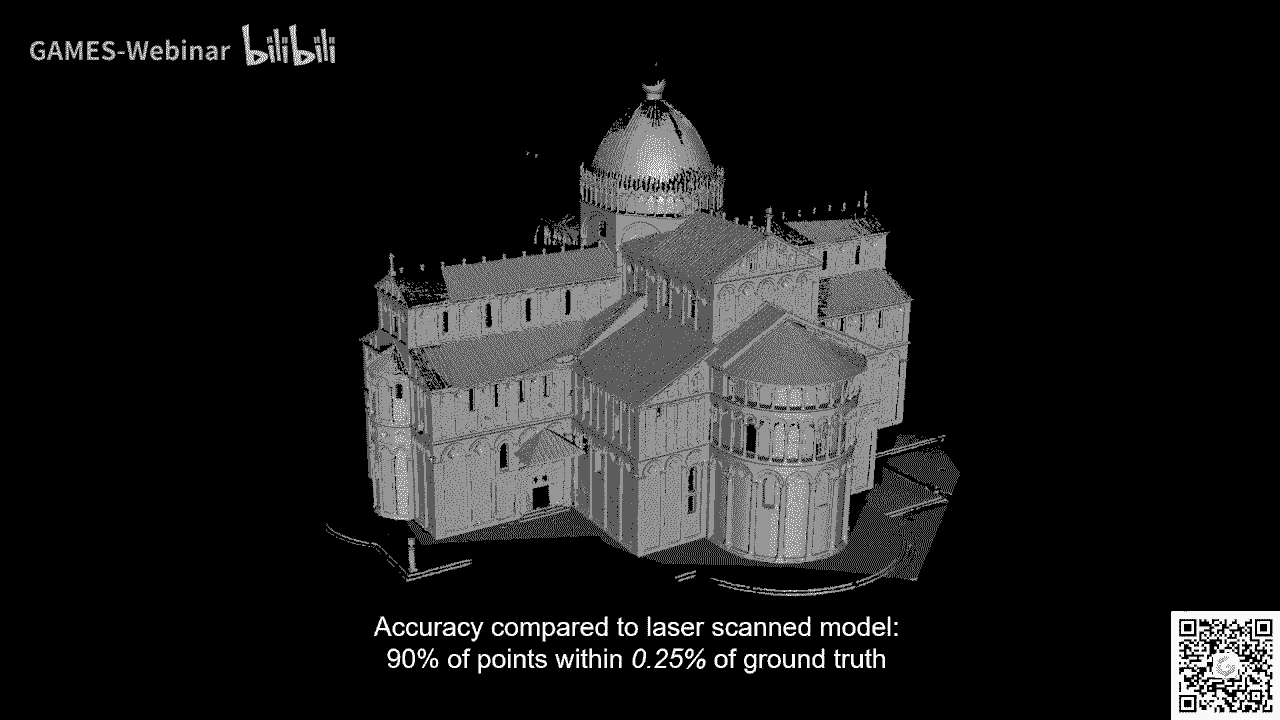 GAMES-Webinar bilibili
Accuracy compared to laser scanned model:
90% of points within 0.25% of ground truth